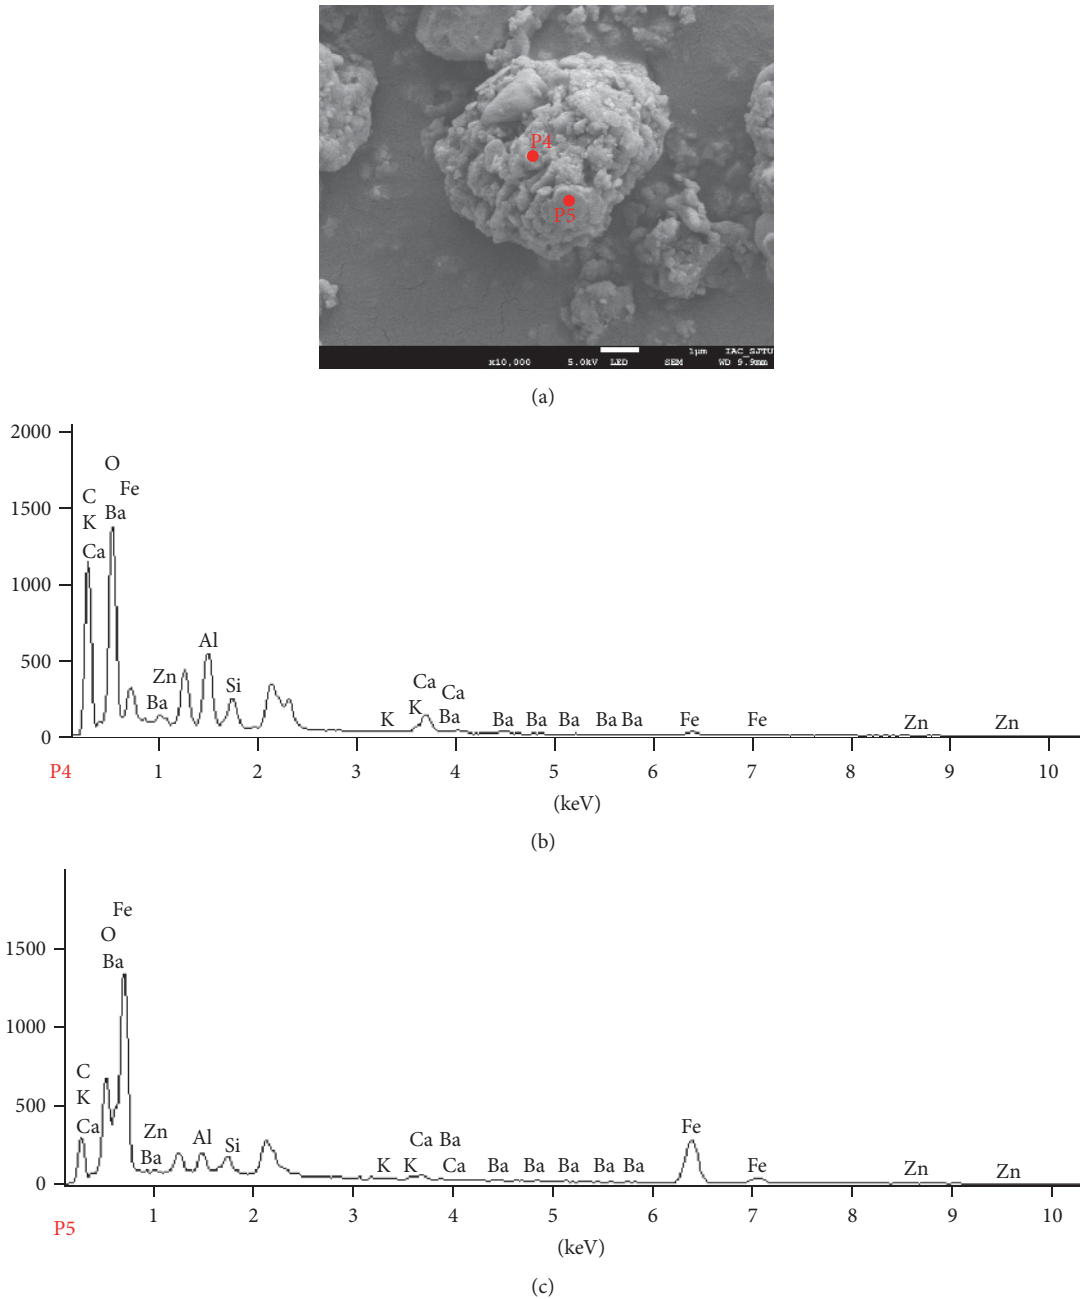 P4
P5
x10,000 5.0kV LED 1μm SEM IAC_SJTU WD 9.9mm
(a)
2000
1500
1000
500
0
O
Fe
C
K
Ba
Ca
Al
Zn
Si
Ba
Ca
K
Ca
Ba
K
Ba Ba Ba Ba Ba
Fe
Fe
Zn
Zn
P4
1 2 3 4 5 6 7 8 9 10
(keV)
(b)
1500
1000
500
0
Fe
O
Ba
C
K
Ca
Zn
Ba
Al
Si
Ca Ba
K K Ca Ba Ba Ba Ba Ba
Fe
Fe
Zn
Zn
P5
1 2 3 4 5 6 7 8 9 10
(keV)
(c)